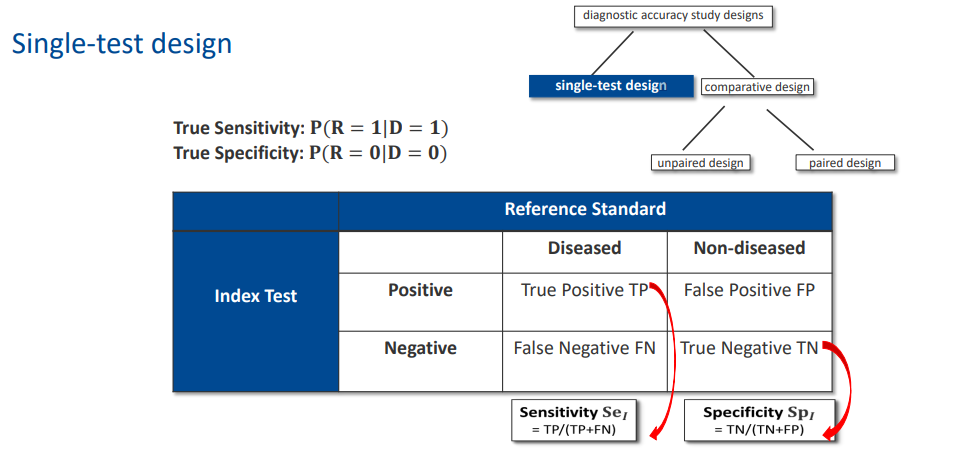 diagnostic accuracy study designs
Single-test design
single-test design
comparative design
True Sensitivity: P(R = 1|D = 1)
True Specificity: P(R = 0|D = 0)
unpaired design
paired design
Reference Standard
Diseased
Non-diseased
Index Test
Positive
True Positive TP
False Positive FP
Negative
False Negative FN
True Negative TN
Sensitivity Se_I
= TP/(TP+FN)
Specificity Sp_I
= TN/(TN+FP)